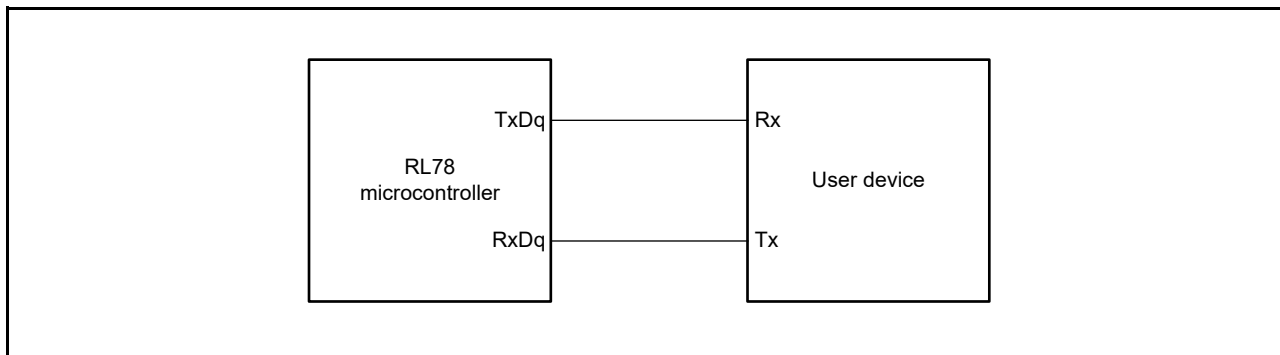 TxDq
Rx
RL78
microcontroller
User device
RxDq
Tx